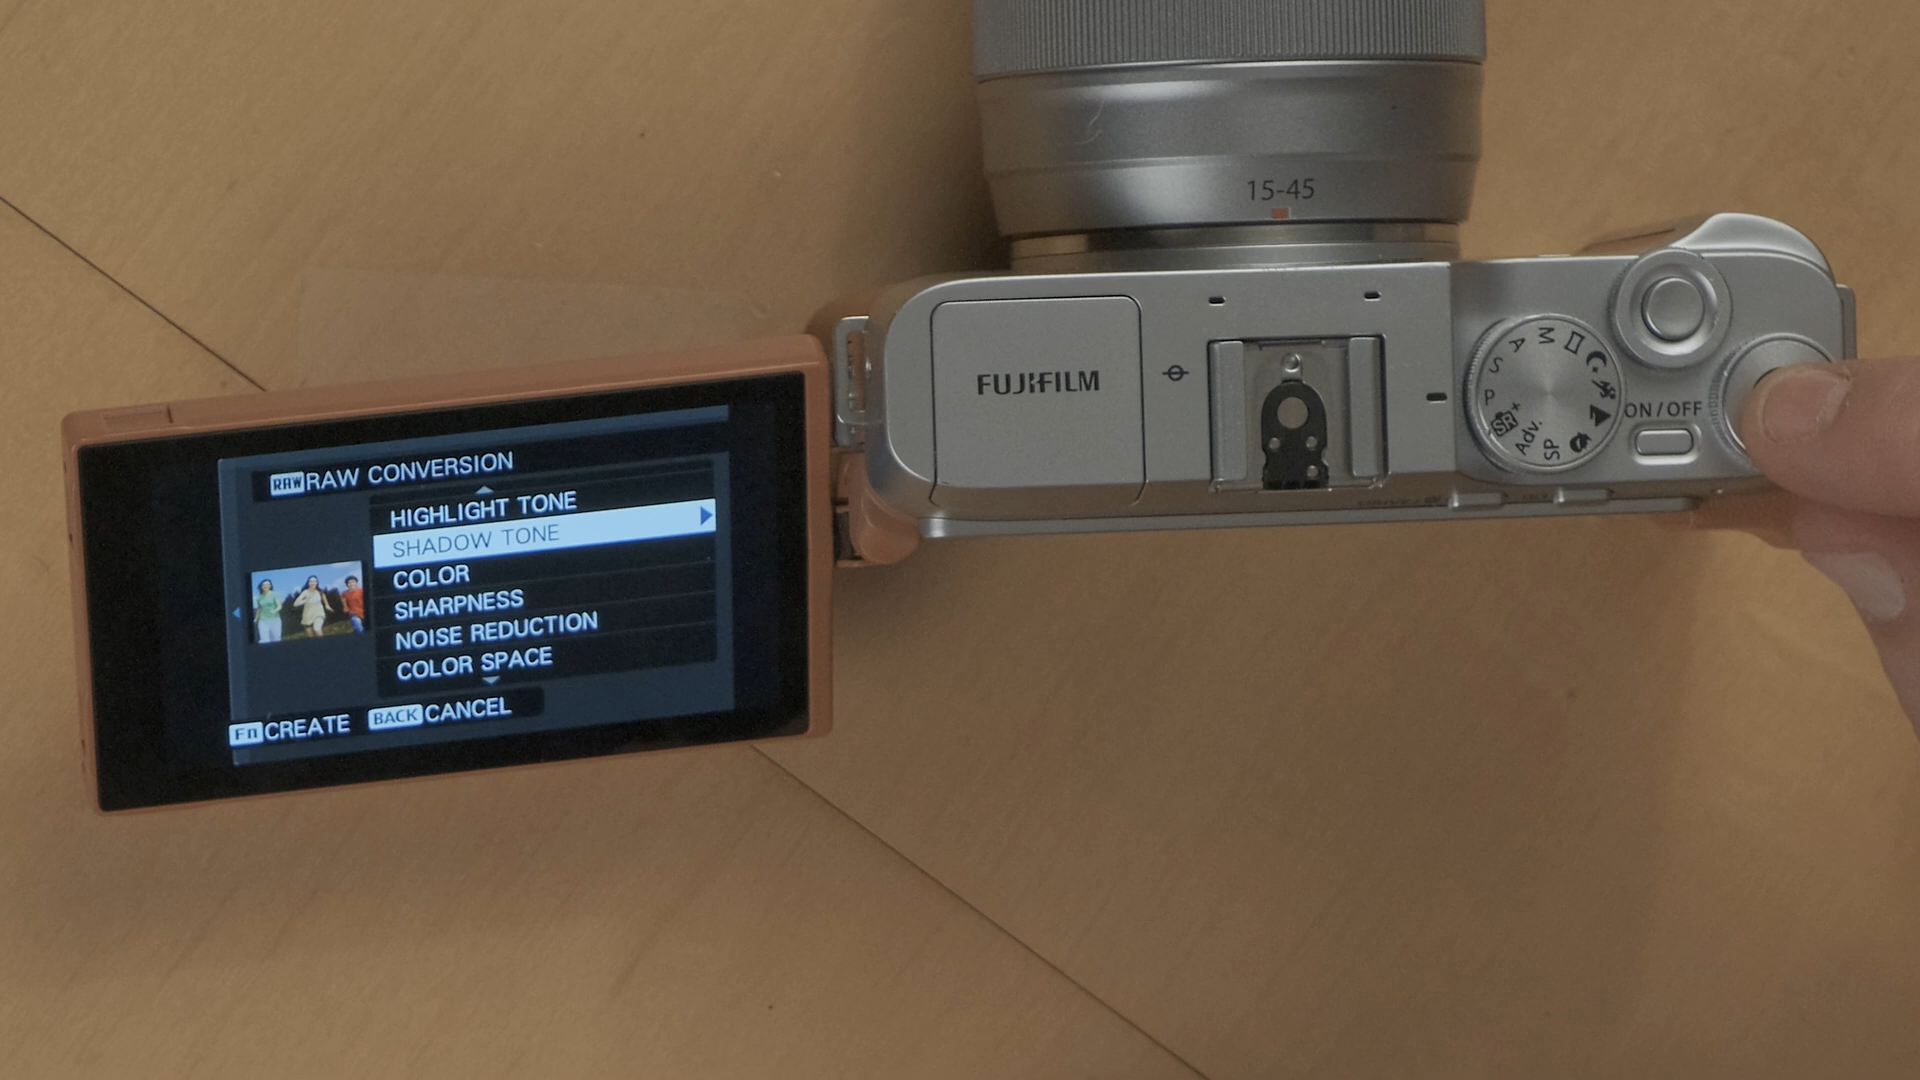 15-45
FUJIFILM
M
A
S
P
SR+
Adv.
SP
ON/OFF
RAW RAW CONVERSION
HIGHLIGHT TONE
SHADOW TONE
COLOR
SHARPNESS
NOISE REDUCTION
COLOR SPACE
Fn CREATE BACK CANCEL